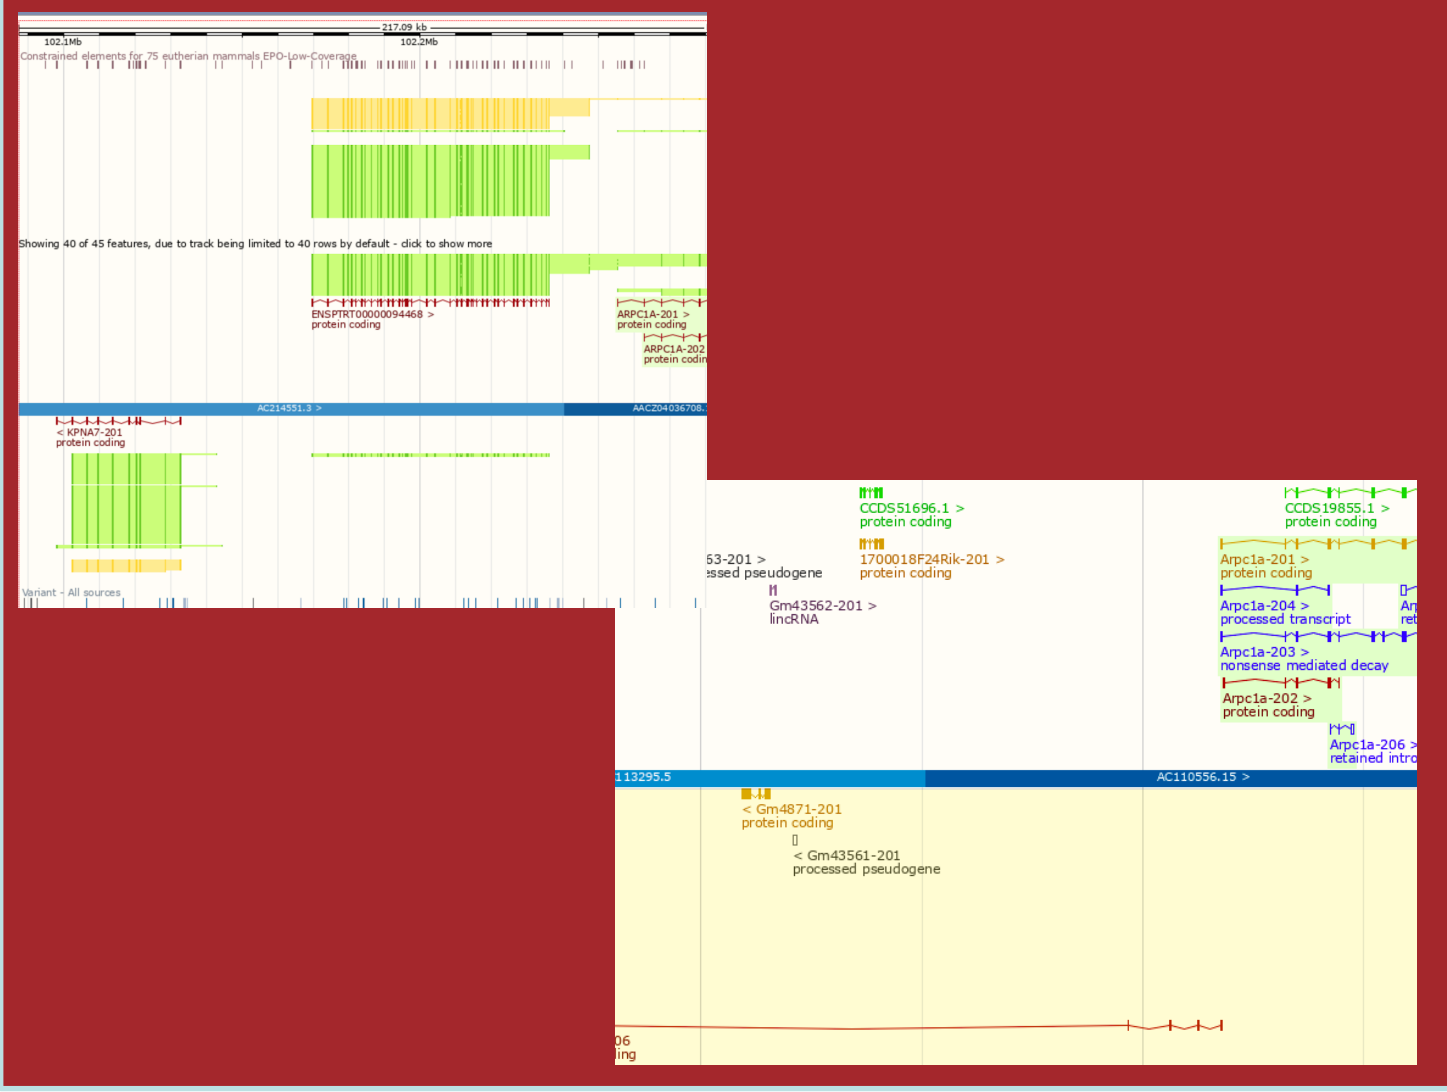 217.09 kb
102.1Mb 102.2Mb
Constrained elements for 75 eutherian mammals EPO-Low-Coverage
Showing 40 of 45 features, due to track being limited to 40 rows by default - click to show more
ENSPTRT00000094468 >
protein coding
ARPC1A-201 >
protein coding
ARPC1A-202
protein codin
AC214551.3 >
AACZ04036708.
< KPNA7-201
protein coding
Variant - All sources
CCDS51696.1 >
protein coding
CCDS19855.1 >
protein coding
63-201 >
essed pseudogene
1700018F24Rik-201 >
protein coding
Arpc1a-201 >
protein coding
Gm43562-201 >
lincRNA
Arpc1a-204 >
processed transcript
Ar
ret
Arpc1a-203 >
nonsense mediated decay
Arpc1a-202 >
protein coding
Arpc1a-206 >
retained intro
113295.5
AC110556.15 >
< Gm4871-201
protein coding
< Gm43561-201
processed pseudogene
06
ling